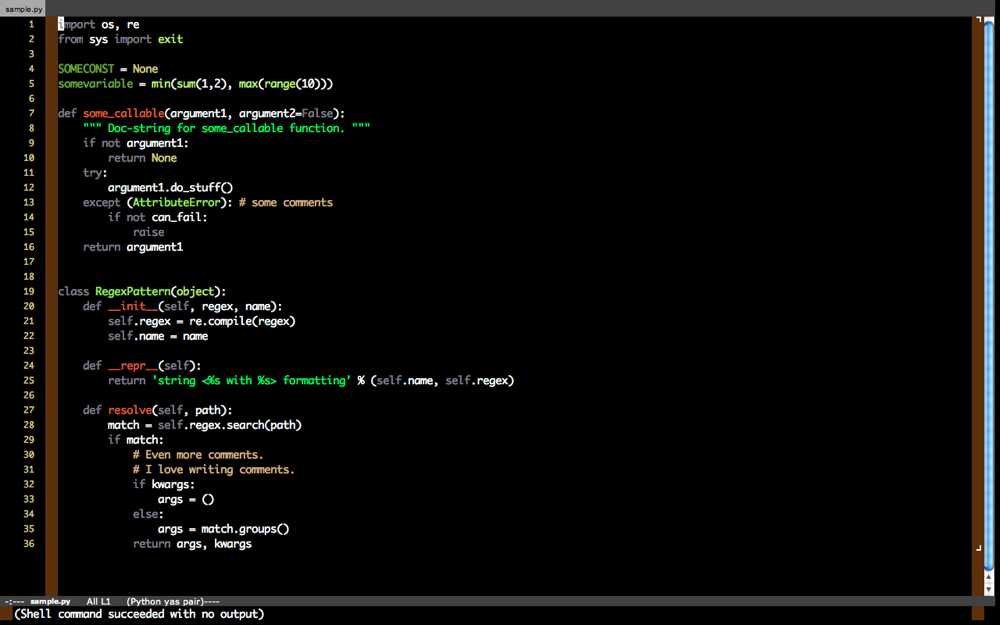 sample.py
1 import os, re
2 from sys import exit
3
4 SOMECONST = None
5 somevariable = min(sum(1,2), max(range(10)))
6
7 def some_callable(argument1, argument2=False):
8     """ Doc-string for some_callable function. """
9     if not argument1:
10         return None
11     try:
12         argument1.do_stuff()
13     except (AttributeError): # some comments
14         if not can_fail:
15             raise
16     return argument1
17
18
19 class RegexPattern(object):
20     def __init__(self, regex, name):
21         self.regex = re.compile(regex)
22         self.name = name
23
24     def __repr__(self):
25         return 'string <%s with %s> formatting' % (self.name, self.regex)
26
27     def resolve(self, path):
28         match = self.regex.search(path)
29         if match:
30             # Even more comments.
31             # I love writing comments.
32             if kwargs:
33                 args = ()
34             else:
35                 args = match.groups()
36             return args, kwargs
-:--- sample.py All L1 (Python yas pair)----
(Shell command succeeded with no output)